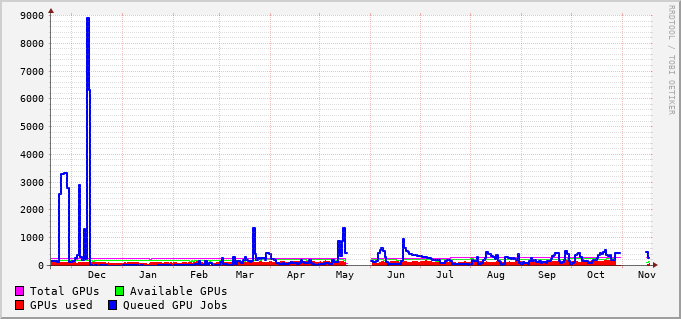 9000
8000
7000
6000
5000
4000
3000
2000
1000
0
Dec Jan Feb Mar Apr May Jun Jul Aug Sep Oct Nov
Total GPUs Available GPUs
GPUs used Queued GPU Jobs
RRDTOOL / TOBI OETIKER